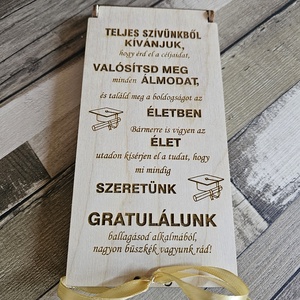 TELJES SZÍVÜNKBŐL
KÍVÁNJUK,
hogy érd el a céljaidat,
VALÓSÍTSD MEG
minden ÁLMODAT,
és találd meg a boldogságot az
ÉLETBEN
Bármerre is vigyen az
ÉLET
utadon kísérjen el a tudat, hogy
mi mindig
SZERETÜNK
GRATULÁLUNK
ballagásod alkalmából,
nagyon büszkék vagyunk rád!